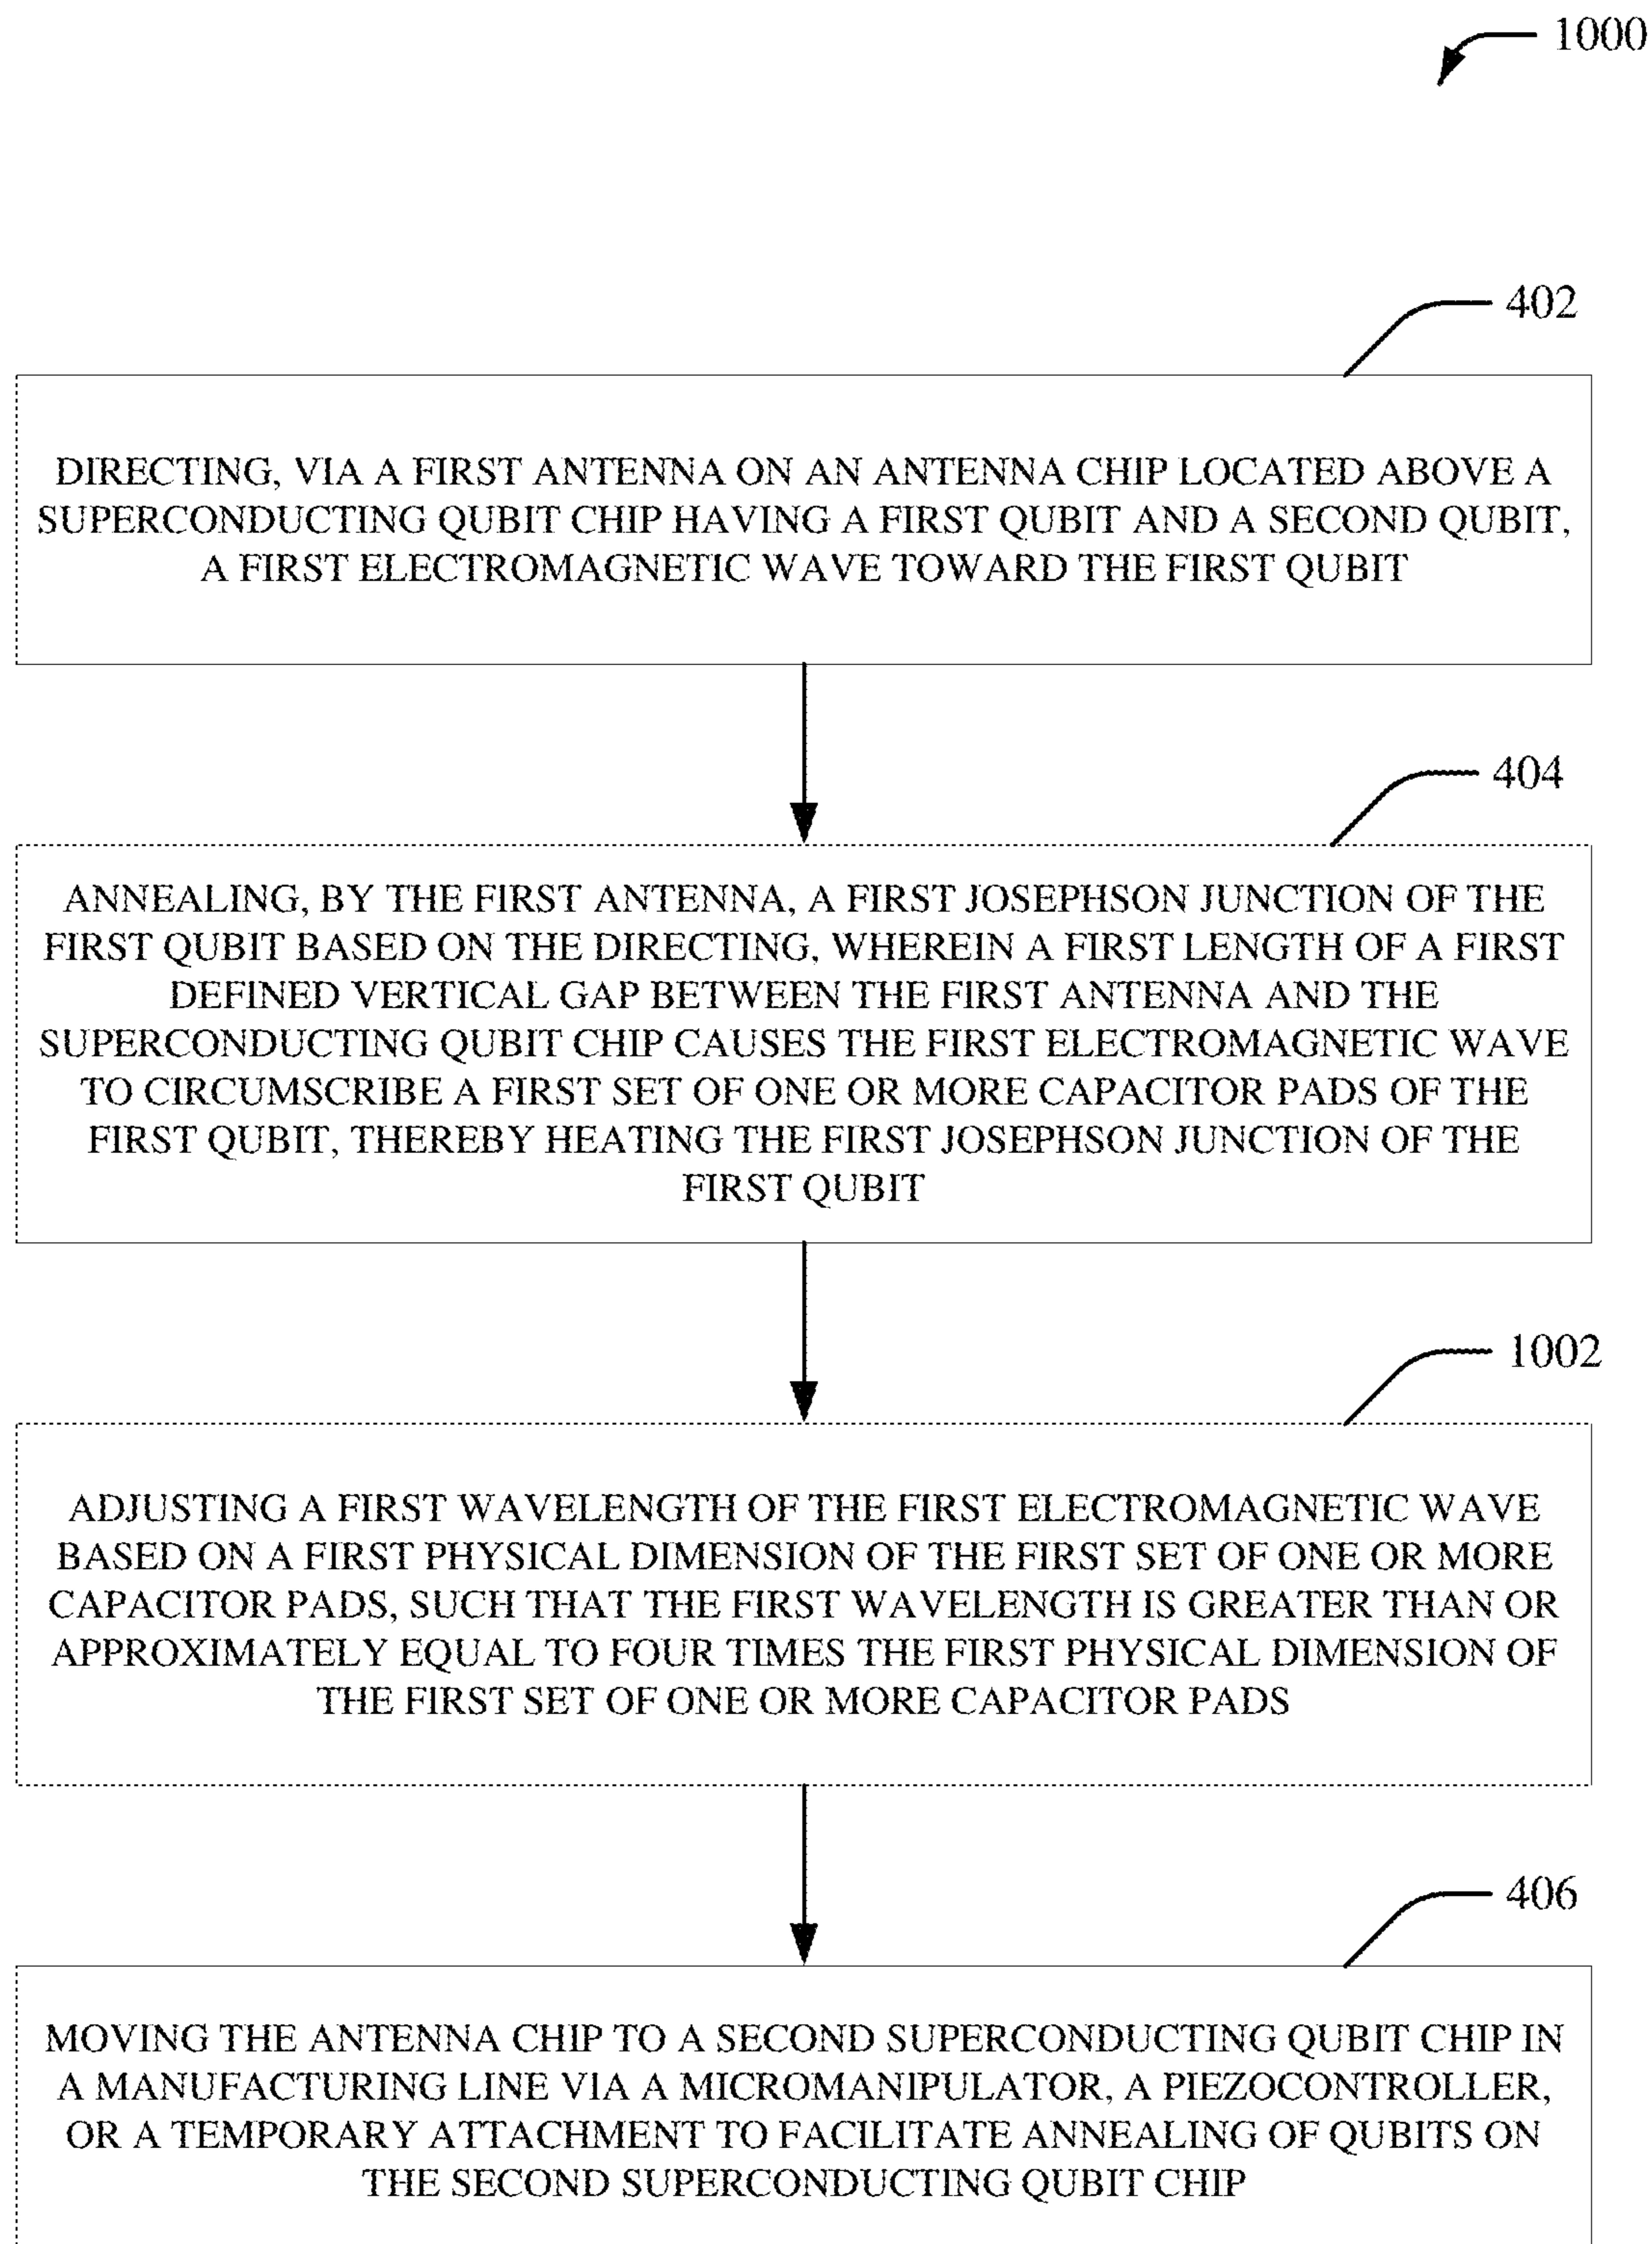 1000
402
DIRECTING, VIA A FIRST ANTENNA ON AN ANTENNA CHIP LOCATED ABOVE A
SUPERCONDUCTING QUBIT CHIP HAVING A FIRST QUBIT AND A SECOND QUBIT,
A FIRST ELECTROMAGNETIC WAVE TOWARD THE FIRST QUBIT
404
ANNEALING, BY THE FIRST ANTENNA, A FIRST JOSEPHSON JUNCTION OF THE
FIRST QUBIT BASED ON THE DIRECTING, WHEREIN A FIRST LENGTH OF A FIRST
DEFINED VERTICAL GAP BETWEEN THE FIRST ANTENNA AND THE
SUPERCONDUCTING QUBIT CHIP CAUSES THE FIRST ELECTROMAGNETIC WAVE
TO CIRCUMSCRIBE A FIRST SET OF ONE OR MORE CAPACITOR PADS OF THE
FIRST QUBIT, THEREBY HEATING THE FIRST JOSEPHSON JUNCTION OF THE
FIRST QUBIT
1002
ADJUSTING A FIRST WAVELENGTH OF THE FIRST ELECTROMAGNETIC WAVE
BASED ON A FIRST PHYSICAL DIMENSION OF THE FIRST SET OF ONE OR MORE
CAPACITOR PADS, SUCH THAT THE FIRST WAVELENGTH IS GREATER THAN OR
APPROXIMATELY EQUAL TO FOUR TIMES THE FIRST PHYSICAL DIMENSION OF
THE FIRST SET OF ONE OR MORE CAPACITOR PADS
406
MOVING THE ANTENNA CHIP TO A SECOND SUPERCONDUCTING QUBIT CHIP IN
A MANUFACTURING LINE VIA A MICROMANIPULATOR, A PIEZOCONTROLLER,
OR A TEMPORARY ATTACHMENT TO FACILITATE ANNEALING OF QUBITS ON
THE SECOND SUPERCONDUCTING QUBIT CHIP